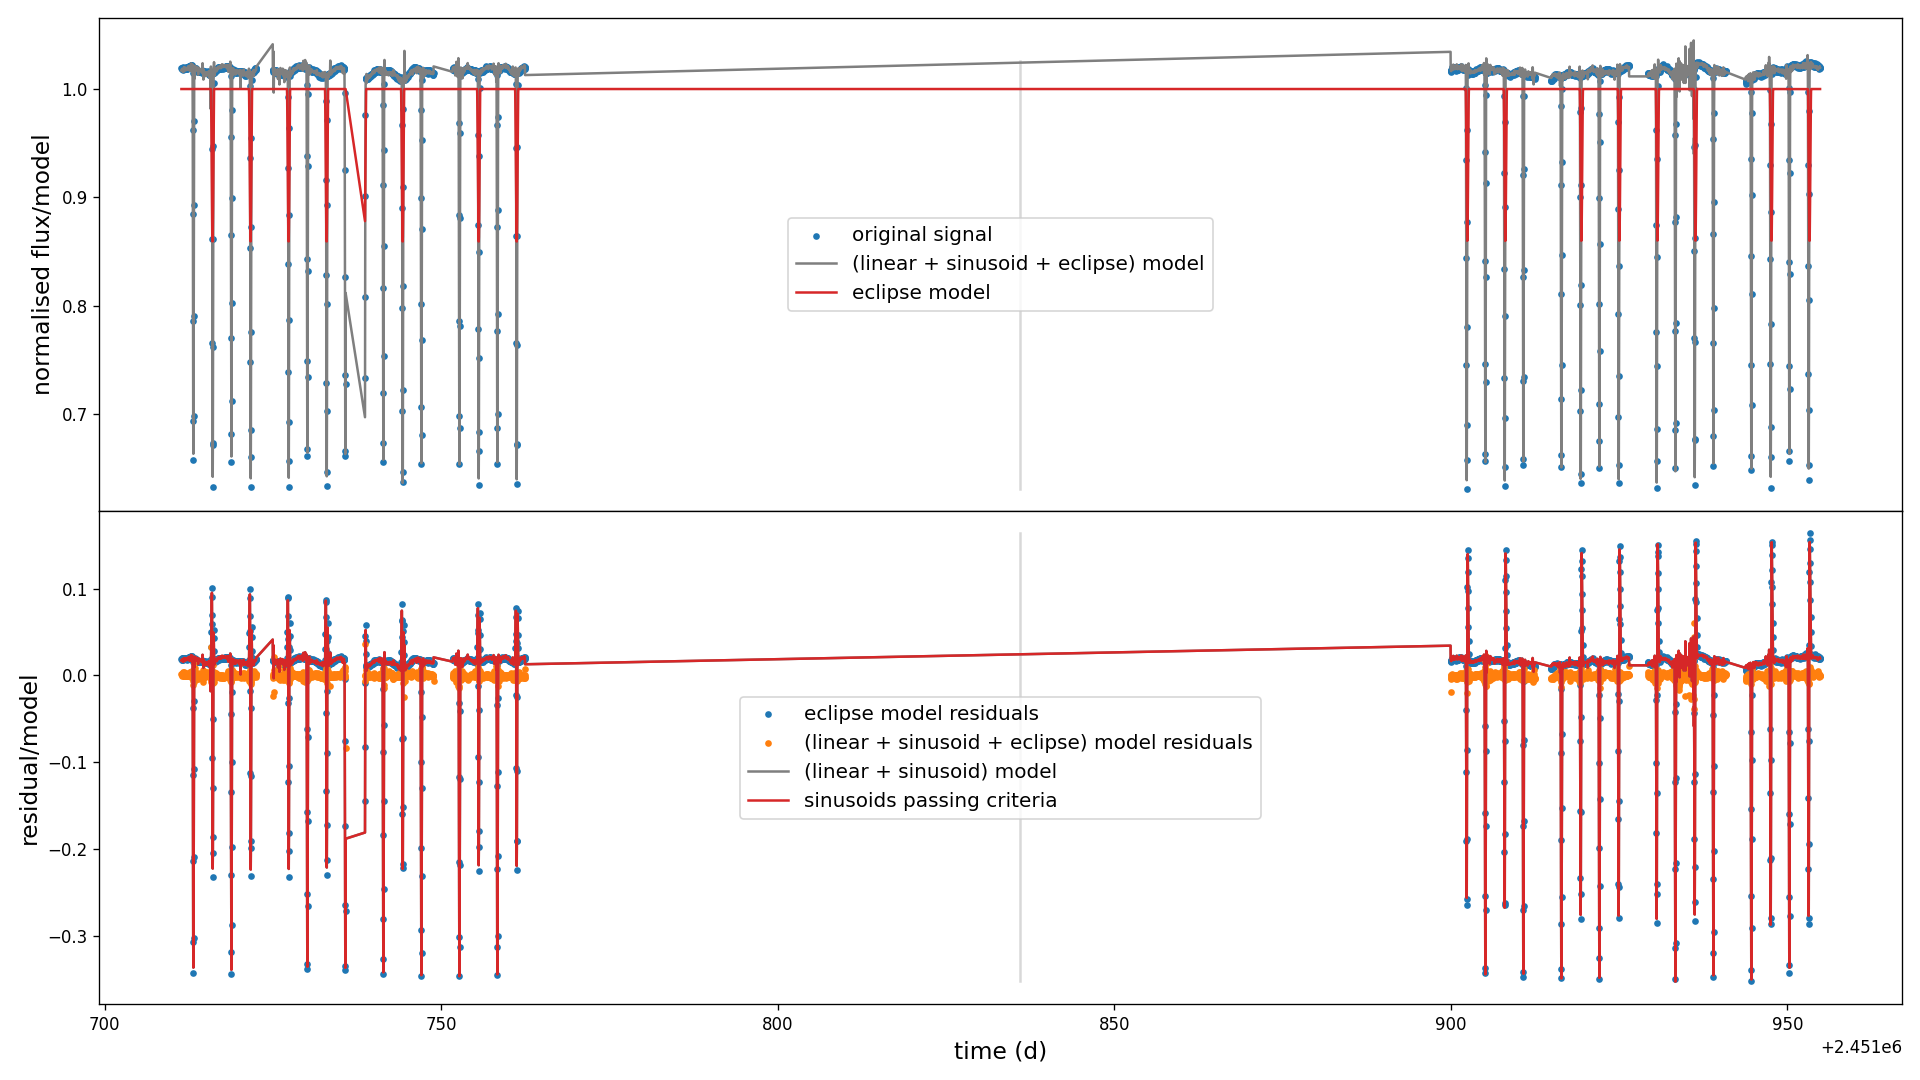 normalised flux/model
1.0
0.9
0.8
0.7
original signal
(linear + sinusoid + eclipse) model
eclipse model
residual/model
0.1
0.0
−0.1
−0.2
−0.3
eclipse model residuals
(linear + sinusoid + eclipse) model residuals
(linear + sinusoid) model
sinusoids passing criteria
700
750
800
850
900
950
time (d)
+2.451e6